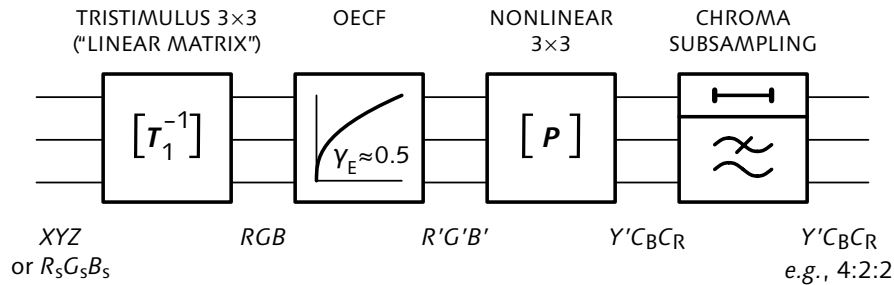 TRISTIMULUS 3×3
(“LINEAR MATRIX”)
OECF
NONLINEAR
3×3
CHROMA
SUBSAMPLING
[T₁⁻¹]
γE≈0.5
[P]
XYZ
or RsGsBs
RGB
R'G'B'
Y'CBCR
Y'CBCR
e.g., 4:2:2